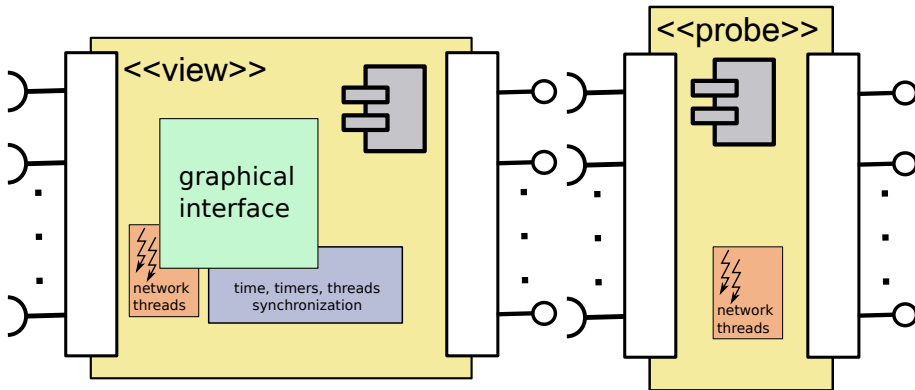 <<view>>
graphical
interface
network
threads
time, timers, threads
synchronization
<<probe>>
network
threads